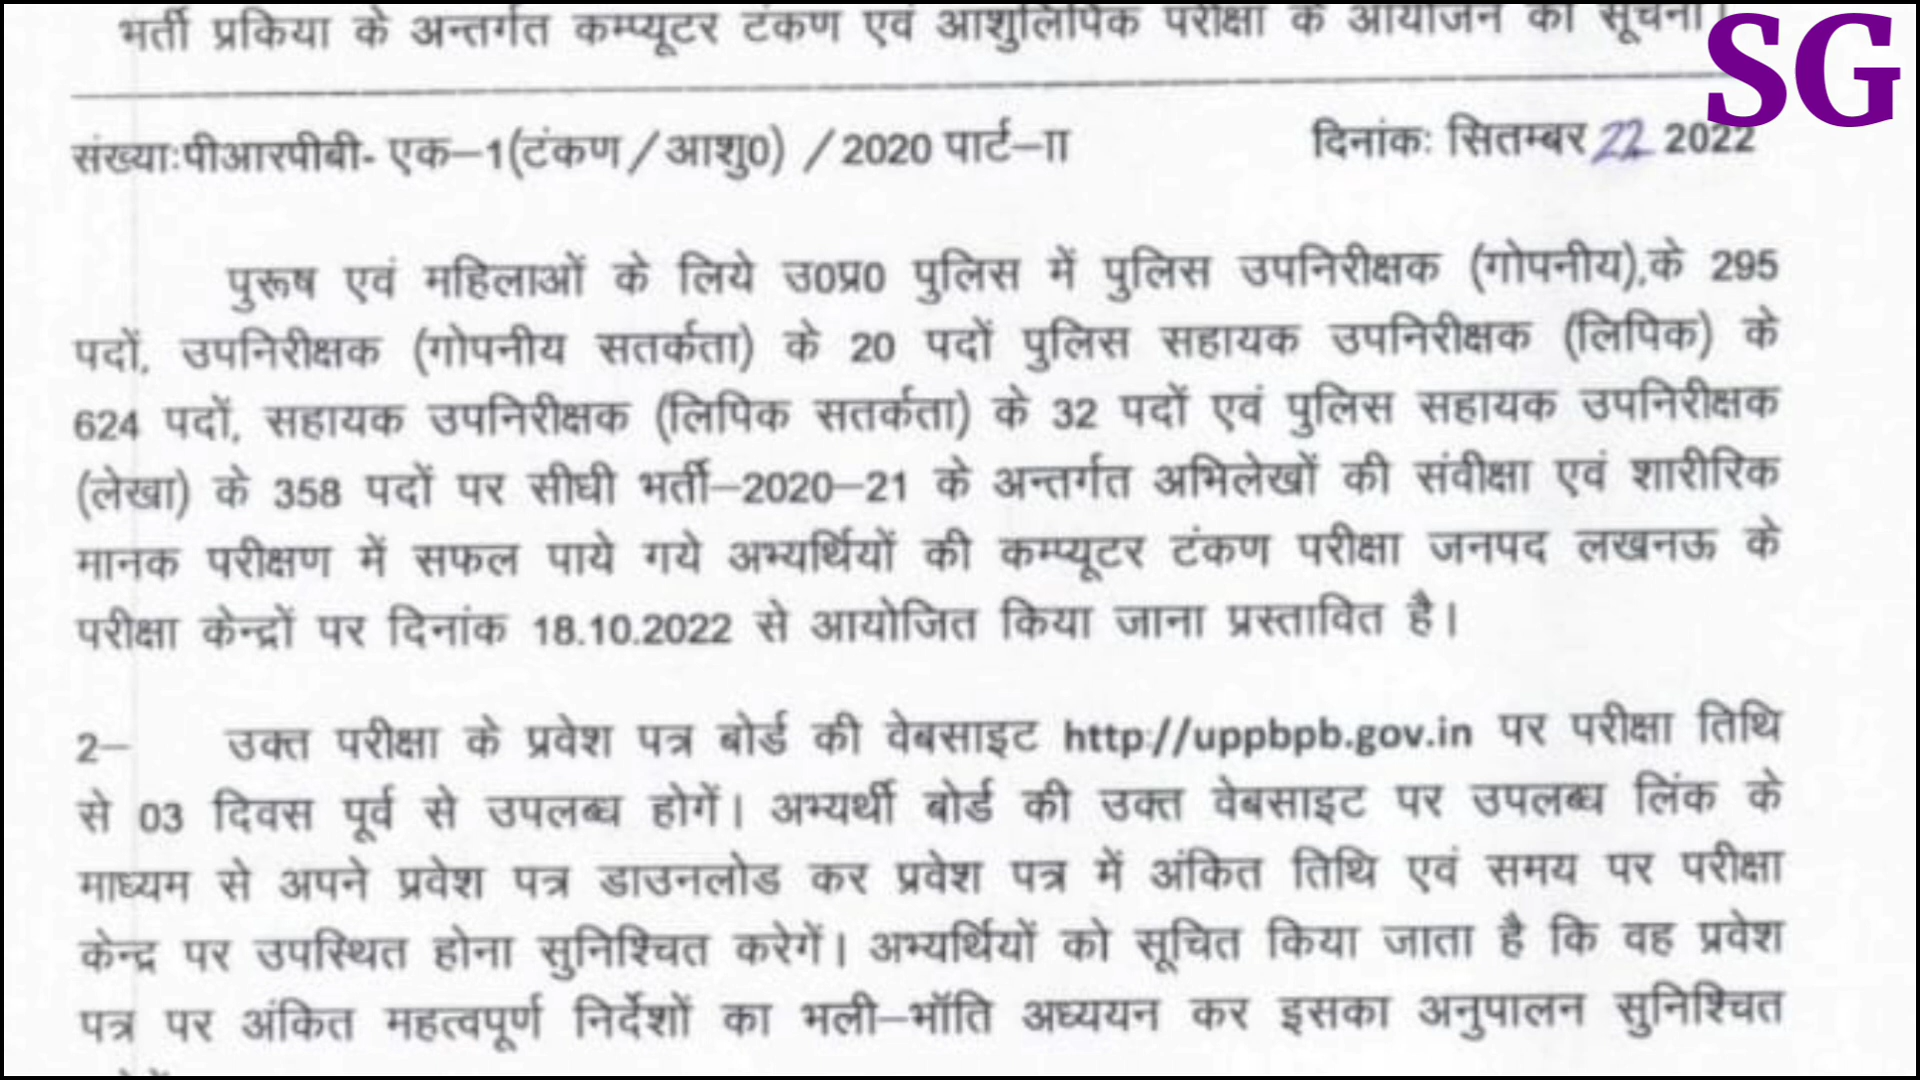 भर्ती प्रकिया के अन्तर्गत कम्प्यूटर टंकण एवं आशुलिपिक परीक्षा के आयोजन की सूचना।
SG
संख्याःपीआरपीबी- एक–1(टंकण/आशु0) /2020 पार्ट–II
दिनांकः सितम्बर 22 2022
पुरूष एवं महिलाओं के लिये उ0प्र0 पुलिस में पुलिस उपनिरीक्षक (गोपनीय),के 295
पदों, उपनिरीक्षक (गोपनीय सतर्कता) के 20 पदों पुलिस सहायक उपनिरीक्षक (लिपिक) के
624 पदों, सहायक उपनिरीक्षक (लिपिक सतर्कता) के 32 पदों एवं पुलिस सहायक उपनिरीक्षक
(लेखा) के 358 पदों पर सीधी भर्ती–2020–21 के अन्तर्गत अभिलेखों की संवीक्षा एवं शारीरिक
मानक परीक्षण में सफल पाये गये अभ्यर्थियों की कम्प्यूटर टंकण परीक्षा जनपद लखनऊ के
परीक्षा केन्द्रों पर दिनांक 18.10.2022 से आयोजित किया जाना प्रस्तावित है।
2– उक्त परीक्षा के प्रवेश पत्र बोर्ड की वेबसाइट http://uppbpb.gov.in पर परीक्षा तिथि
से 03 दिवस पूर्व से उपलब्ध होगें। अभ्यर्थी बोर्ड की उक्त वेबसाइट पर उपलब्ध लिंक के
माध्यम से अपने प्रवेश पत्र डाउनलोड कर प्रवेश पत्र में अंकित तिथि एवं समय पर परीक्षा
केन्द्र पर उपस्थित होना सुनिश्चित करेगें। अभ्यर्थियों को सूचित किया जाता है कि वह प्रवेश
पत्र पर अंकित महत्वपूर्ण निर्देशों का भली–भॉति अध्ययन कर इसका अनुपालन सुनिश्चित